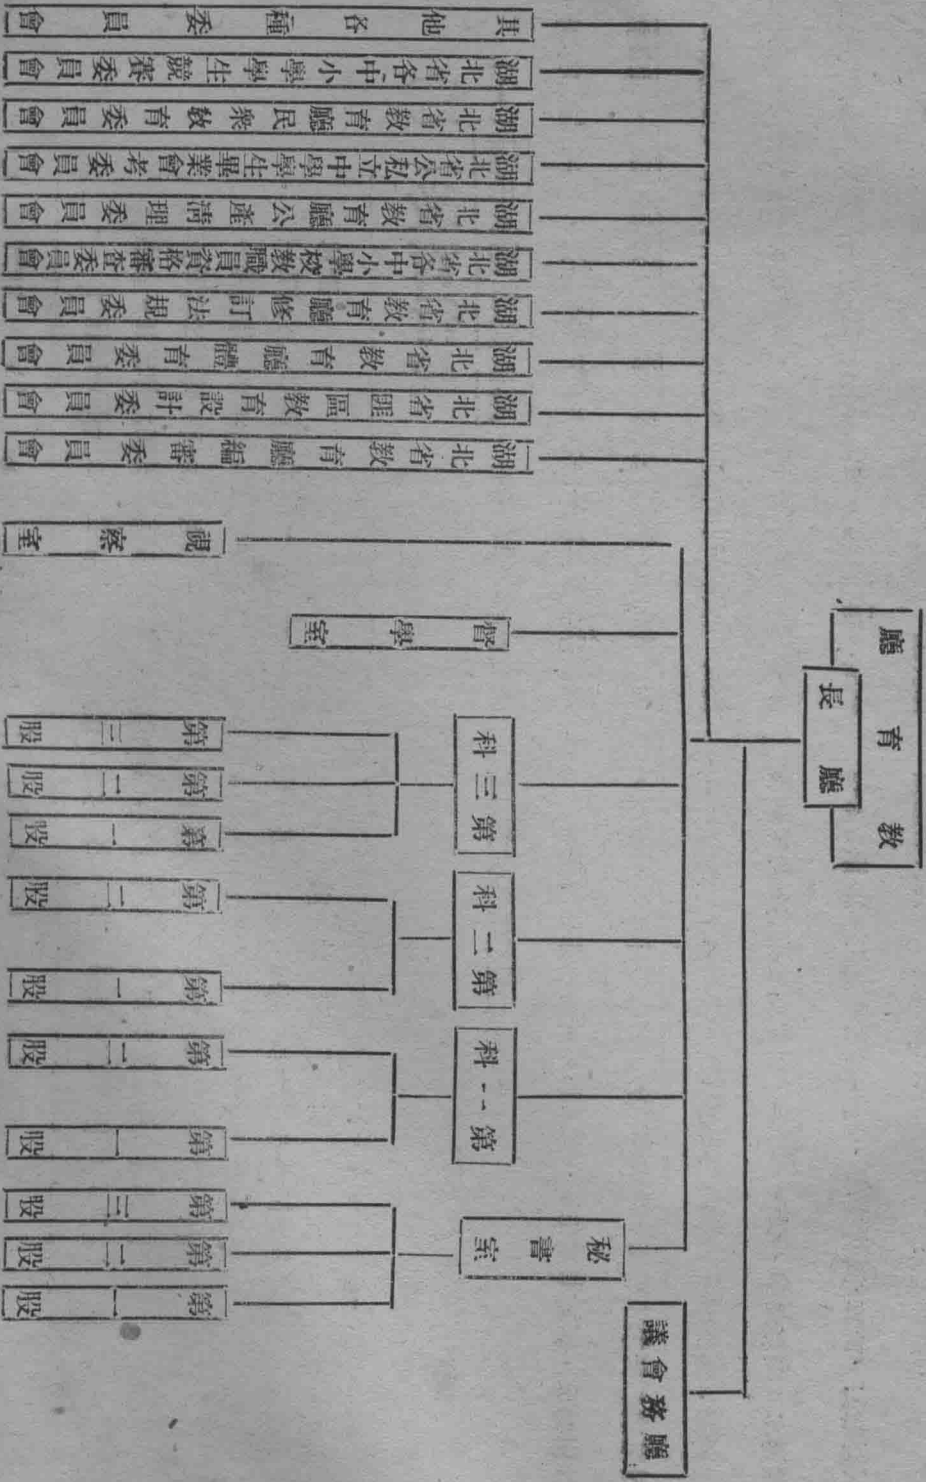 教育廳
廳長
廳務會議
秘書室
第一股
第二股
第三股
第一科
第一股
第二股
第二科
第一股
第二股
第三科
第一股
第二股
第三股
督學室
視察室
湖北省教育廳編審委員會
湖北省匪區教育設計委員會
湖北省教育廳體育委員會
湖北省教育廳修訂法規委員會
湖北省各中小學校教職員資格審查委員會
湖北省教育廳公產清理委員會
湖北省公私立中學學生畢業會考委員會
湖北省教育廳民衆教育委員會
湖北省各中小學學生競賽委員會
其他各種委員會